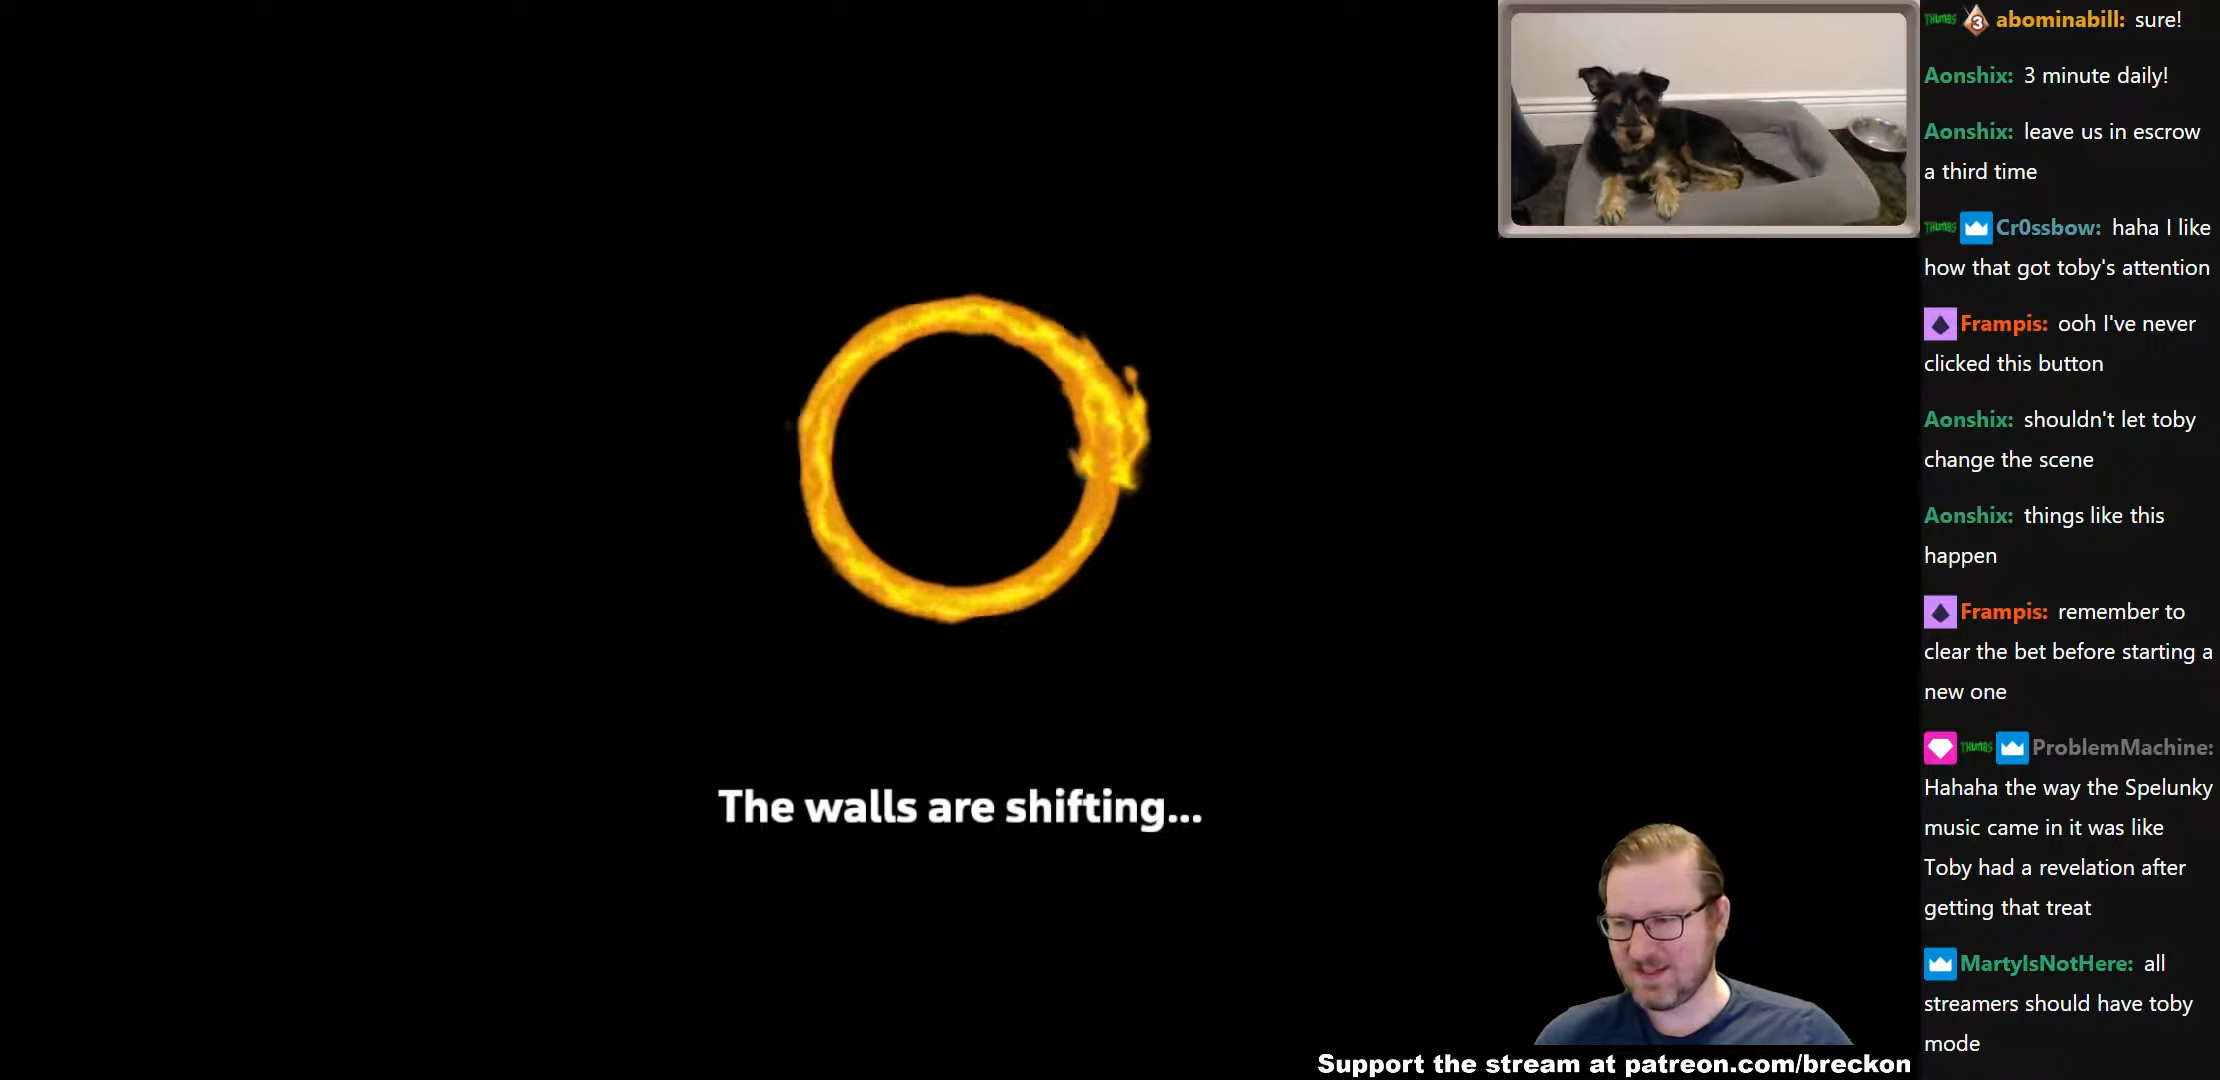 THUMBS 3 abominabill: sure!
Aonshix: 3 minute daily!
Aonshix: leave us in escrow
a third time
THUMBS Cr0ssbow: haha I like
how that got toby's attention
Frampis: ooh I've never
clicked this button
Aonshix: shouldn't let toby
change the scene
Aonshix: things like this
happen
Frampis: remember to
clear the bet before starting a
new one
THUMBS ProblemMachine:
Hahaha the way the Spelunky
music came in it was like
Toby had a revelation after
getting that treat
MartyIsNotHere: all
streamers should have toby
mode
The walls are shifting...
Support the stream at patreon.com/breckon